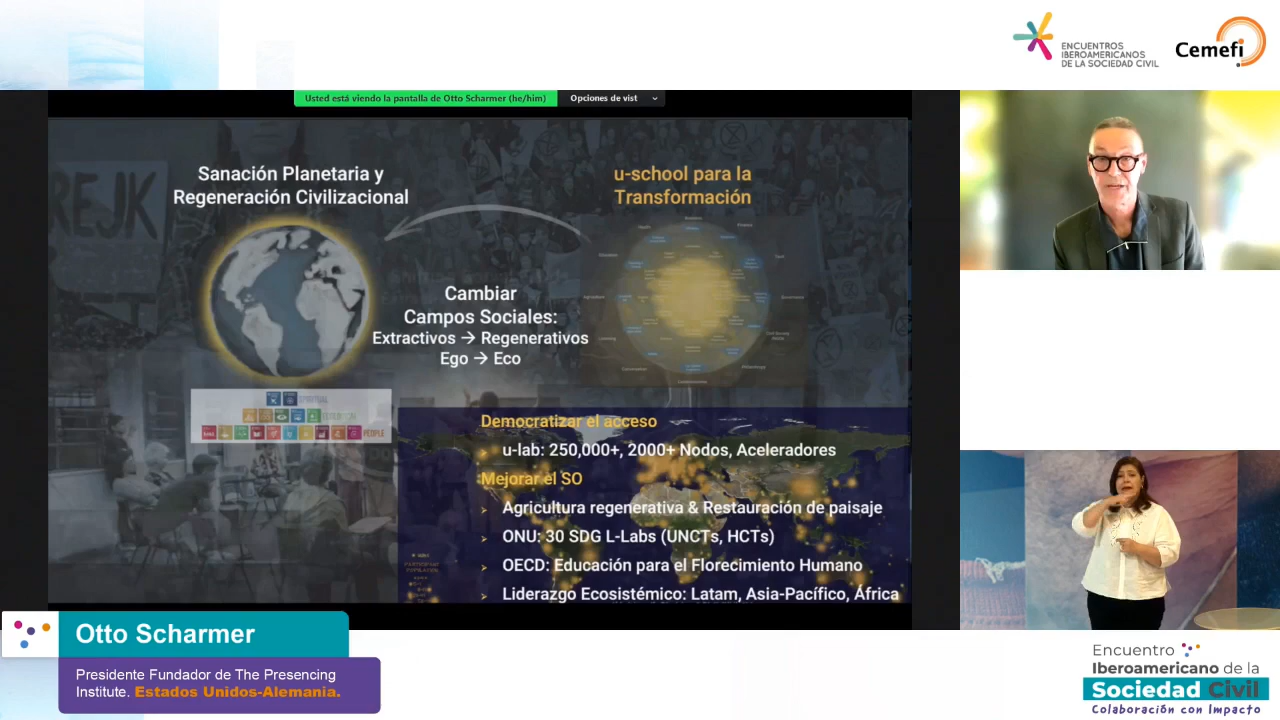 ENCUENTROS
IBEROAMERICANOS
DE LA SOCIEDAD CIVIL
Cemefi
Usted está viendo la pantalla de Otto Scharmer (he/him)
Opciones de vist
REJK
Sanación Planetaria y
Regeneración Civilizacional
u-school para la
Transformación
Cambiar
Campos Sociales:
Extractivos → Regenerativos
Ego → Eco
PEOPLE
Democratizar el acceso
u-lab: 250,000+, 2000+ Nodos, Aceleradores
Mejorar el SO
Agricultura regenerativa & Restauración de paisaje
ONU: 30 SDG L-Labs (UNCTs, HCTs)
OECD: Educación para el Florecimiento Humano
Liderazgo Ecosistémico: Latam, Asia-Pacífico, África
Otto Scharmer
Presidente Fundador de The Presencing
Institute. Estados Unidos-Alemania.
Encuentro
Iberoamericano de la
Sociedad Civil
Colaboración con Impacto